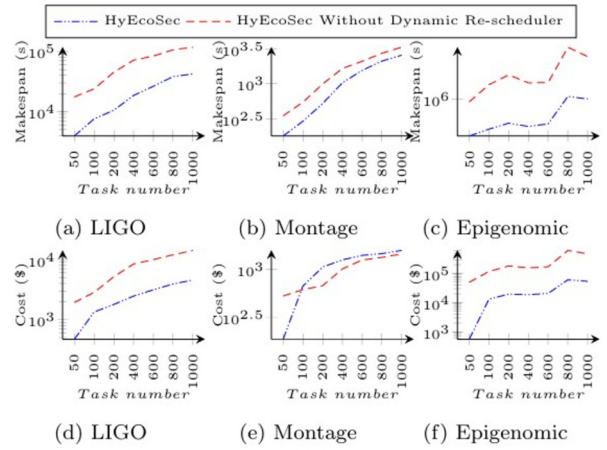 HyEcoSec HyEcoSec Without Dynamic Re-scheduler
Makespan (s)
10^5
10^4
50 100 200 400 600 800 1000
Task number
(a) LIGO
Makespan (s)
10^3.5
10^3
10^2.5
50 100 200 400 600 800 1000
Task number
(b) Montage
Makespan (s)
10^6
50 100 200 400 600 800 1000
Task number
(c) Epigenomic
Cost ($)
10^4
10^3
50 100 200 400 600 800 1000
Task number
(d) LIGO
Cost ($)
10^3
10^2.5
50 100 200 400 600 800 1000
Task number
(e) Montage
Cost ($)
10^5
10^4
10^3
50 100 200 400 600 800 1000
Task number
(f) Epigenomic